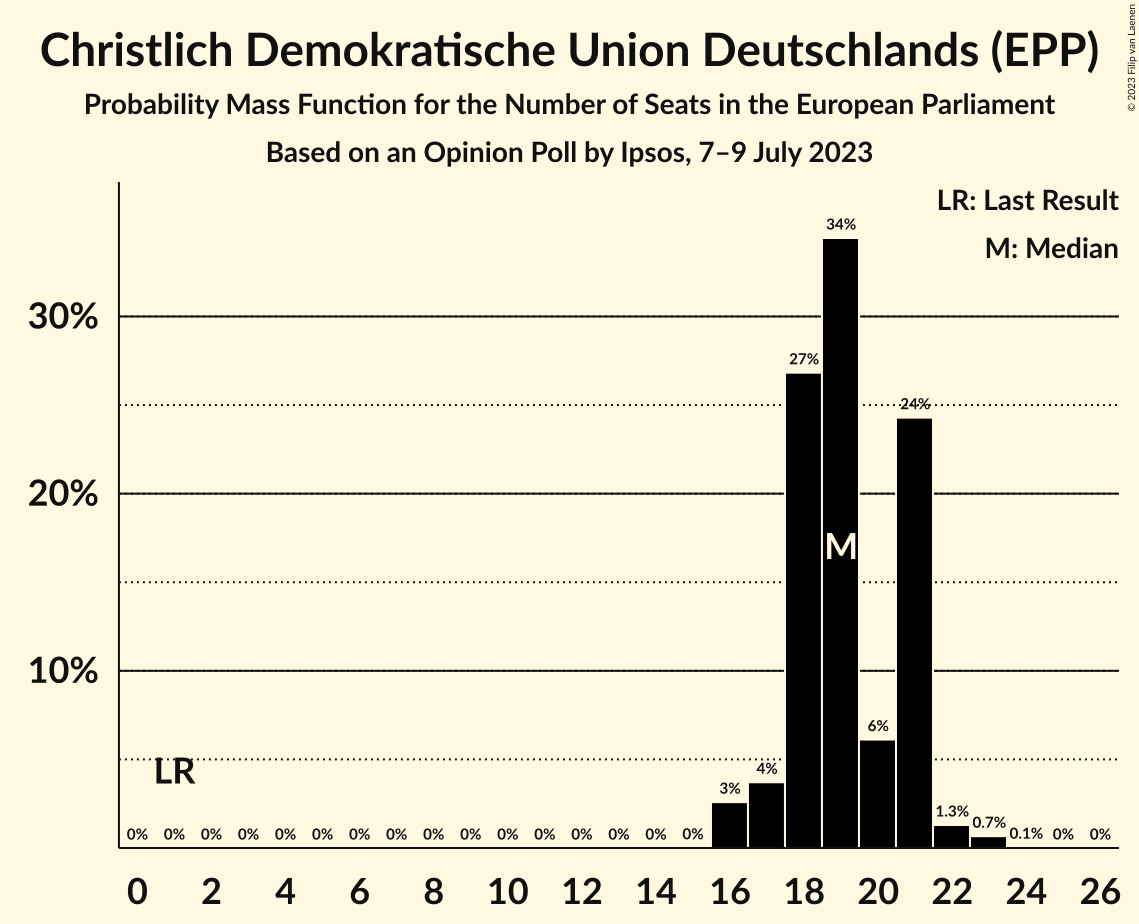 Christlich Demokratische Union Deutschlands (EPP)
Probability Mass Function for the Number of Seats in the European Parliament
Based on an Opinion Poll by Ipsos, 7–9 July 2023
© 2023 Filip van Laenen
LR: Last Result
M: Median
34%
30%
27%
24%
20%
M
10%
6%
LR
4%
3%
1.3%
0.7%
0% 0% 0% 0% 0% 0% 0% 0% 0% 0% 0% 0% 0% 0% 0% 0% 0.1% 0% 0%
0 2 4 6 8 10 12 14 16 18 20 22 24 26